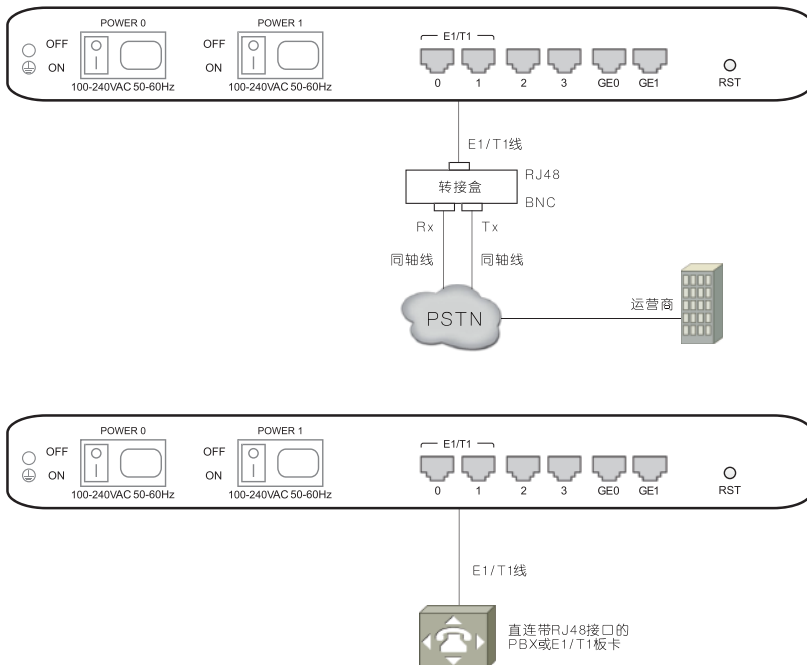 POWER 0
POWER 1
OFF
ON
OFF
ON
100-240VAC 50-60Hz
100-240VAC 50-60Hz
E1/T1
0
1
2
3
GE0
GE1
RST
E1/T1线
转接盒
RJ48
BNC
Rx
Tx
同轴线
同轴线
PSTN
运营商
POWER 0
POWER 1
OFF
ON
OFF
ON
100-240VAC 50-60Hz
100-240VAC 50-60Hz
E1/T1
0
1
2
3
GE0
GE1
RST
E1/T1线
直连带RJ48接口的
PBX或E1/T1板卡